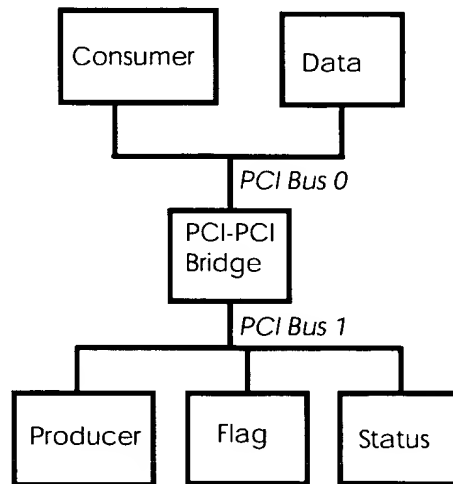 Consumer
Data
PCI Bus 0
PCI-PCI
Bridge
PCI Bus 1
Producer
Flag
Status